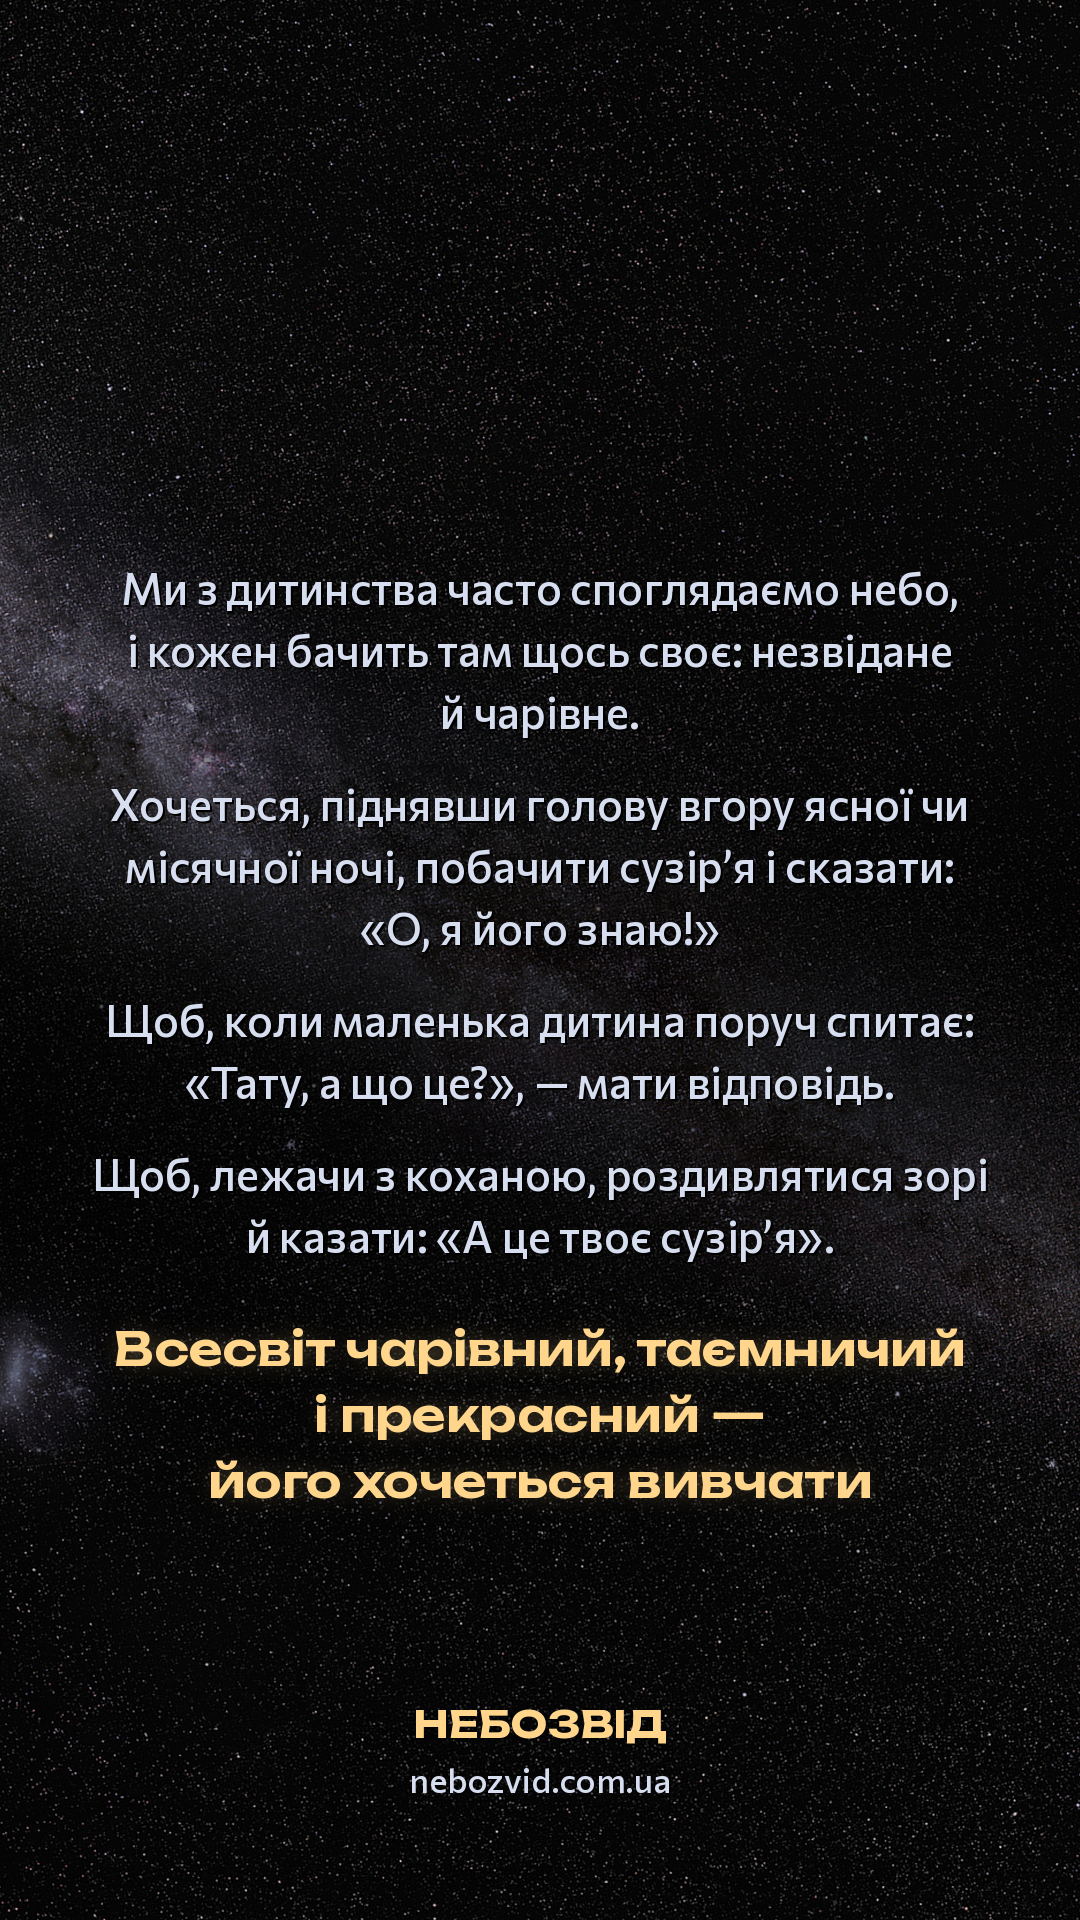 Ми з дитинства часто споглядаємо небо,
і кожен бачить там щось своє: незвідане
й чарівне.
Хочеться, піднявши голову вгору ясної чи
місячної ночі, побачити сузір’я і сказати:
«О, я його знаю!»
Щоб, коли маленька дитина поруч спитає:
«Тату, а що це?», — мати відповідь.
Щоб, лежачи з коханою, роздивлятися зорі
й казати: «А це твоє сузір’я».
Всесвіт чарівний, таємничий
і прекрасний —
його хочеться вивчати
НЕБОЗВІД
nebozvid.com.ua